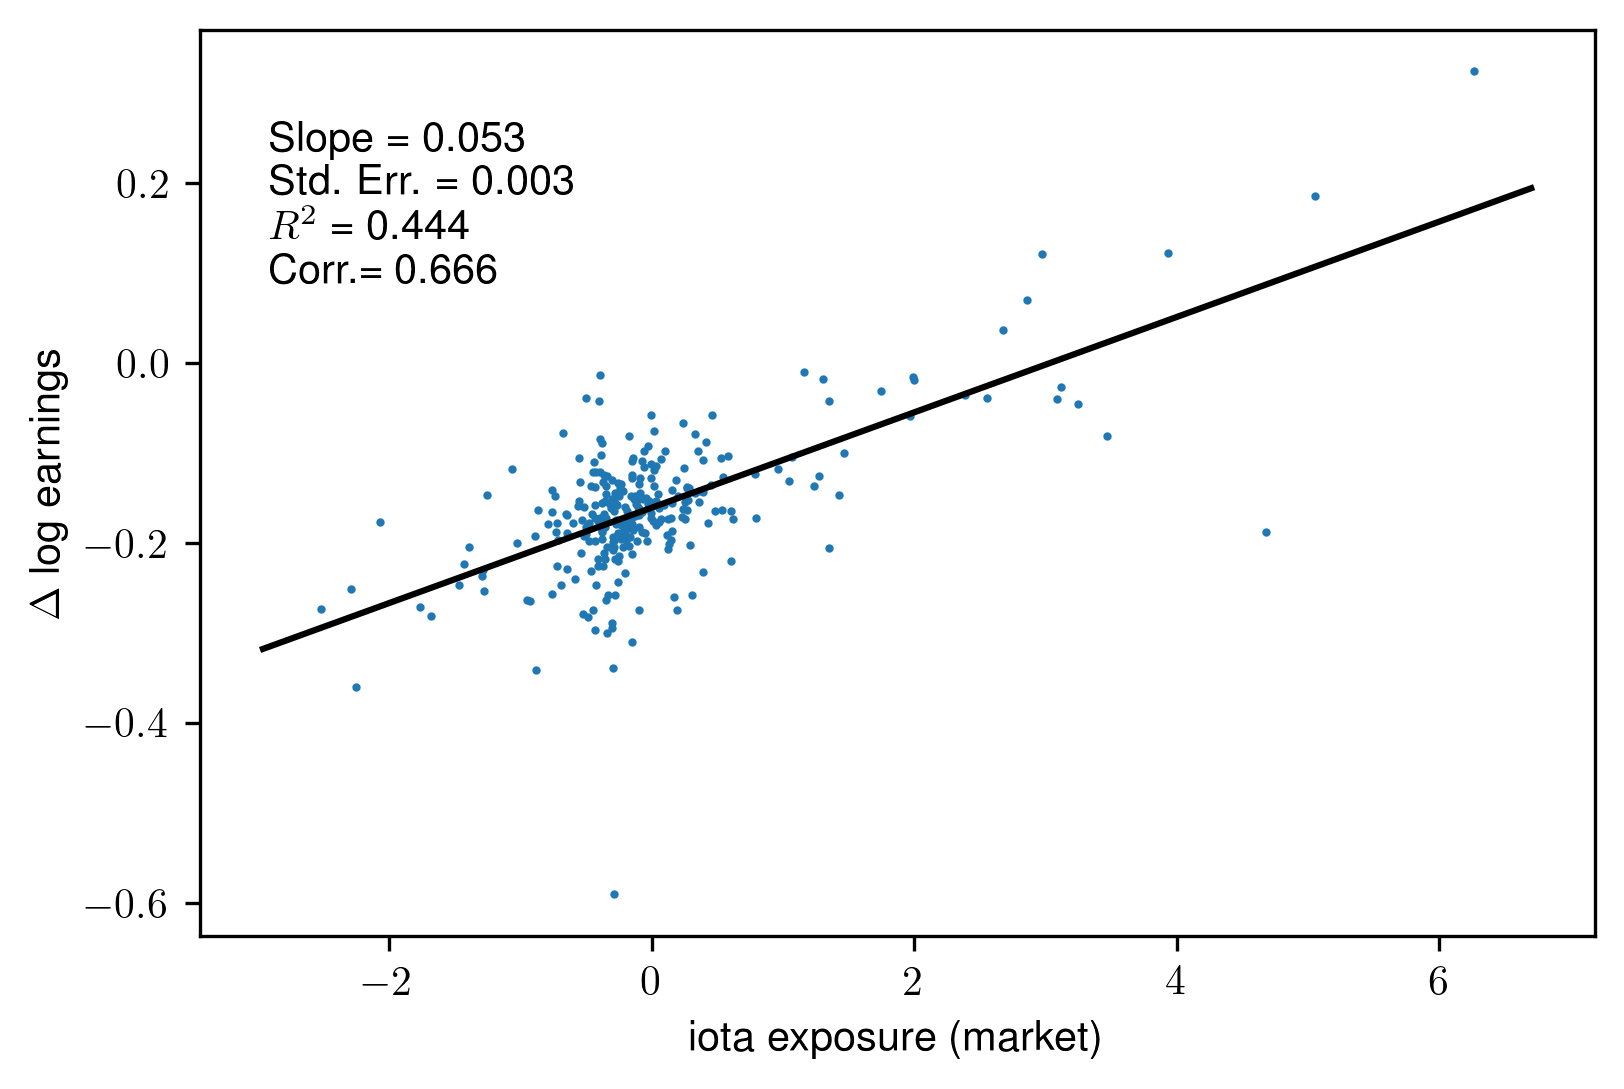 Slope = 0.053
Std. Err. = 0.003
R² = 0.444
Corr.= 0.666
Δ log earnings
0.2
0.0
−0.2
−0.4
−0.6
−2 0 2 4 6
iota exposure (market)